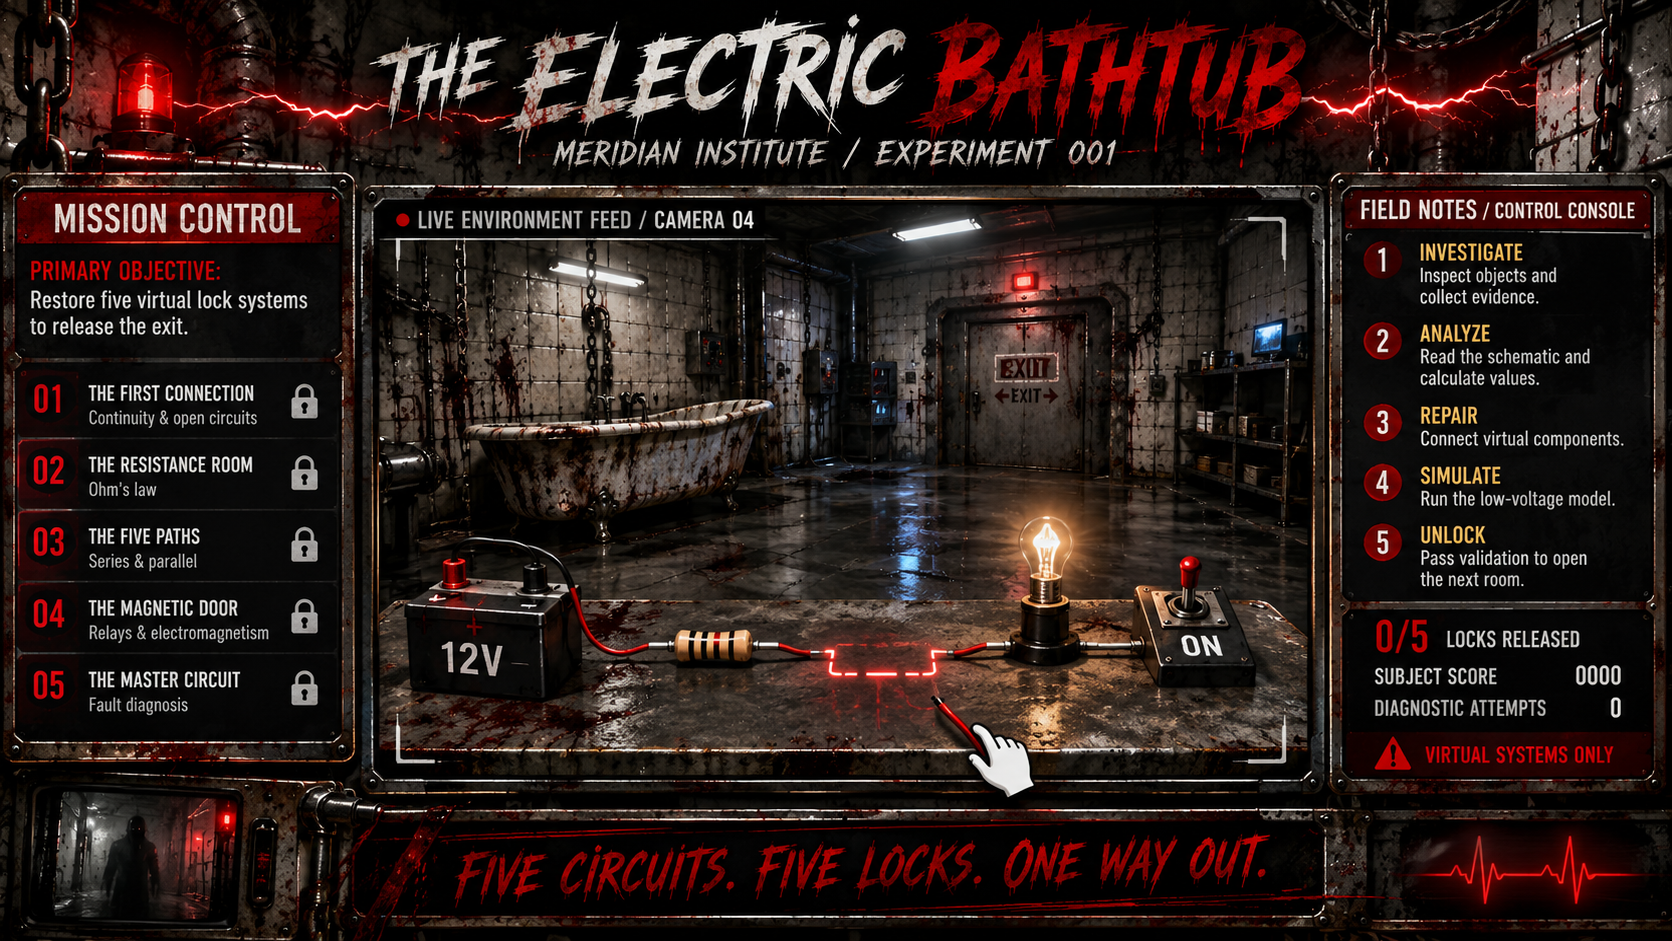 THE ELECTRIC BATHTUB
MERIDIAN INSTITUTE / EXPERIMENT 001
MISSION CONTROL
PRIMARY OBJECTIVE:
Restore five virtual lock systems
to release the exit.
01
THE FIRST CONNECTION
Continuity & open circuits
02
THE RESISTANCE ROOM
Ohm's law
03
THE FIVE PATHS
Series & parallel
04
THE MAGNETIC DOOR
Relays & electromagnetism
05
THE MASTER CIRCUIT
Fault diagnosis
LIVE ENVIRONMENT FEED / CAMERA 04
EXIT
←EXIT→
12V
ON
FIELD NOTES / CONTROL CONSOLE
1
INVESTIGATE
Inspect objects and
collect evidence.
2
ANALYZE
Read the schematic and
calculate values.
3
REPAIR
Connect virtual components.
4
SIMULATE
Run the low-voltage model.
5
UNLOCK
Pass validation to open
the next room.
0/5 LOCKS RELEASED
SUBJECT SCORE 0000
DIAGNOSTIC ATTEMPTS 0
VIRTUAL SYSTEMS ONLY
FIVE CIRCUITS. FIVE LOCKS. ONE WAY OUT.